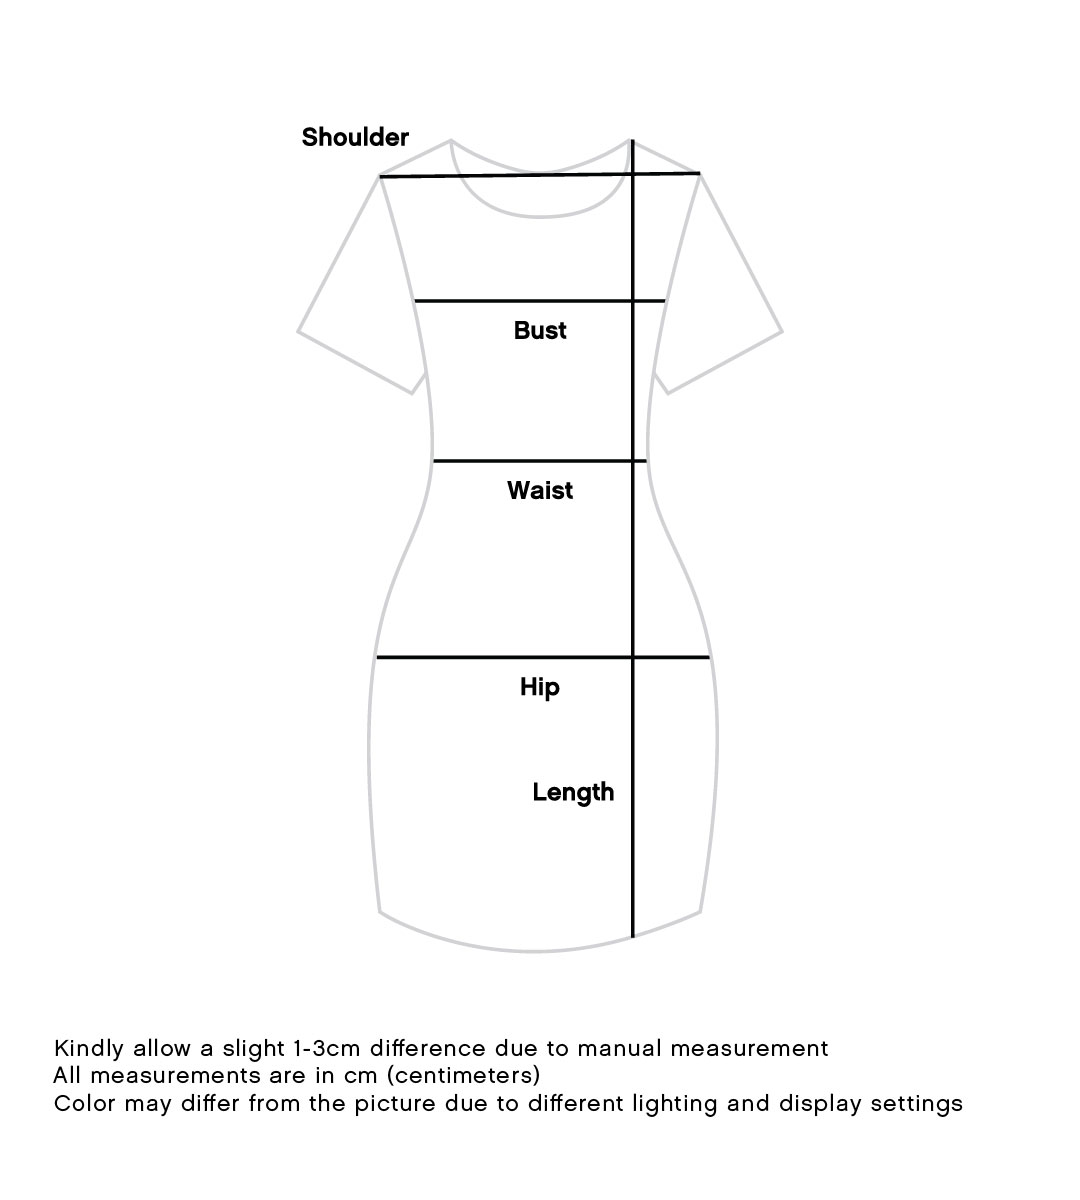 Shoulder
Bust
Waist
Hip
Length
Kindly allow a slight 1-3cm difference due to manual measurement
All measurements are in cm (centimeters)
Color may differ from the picture due to different lighting and display settings